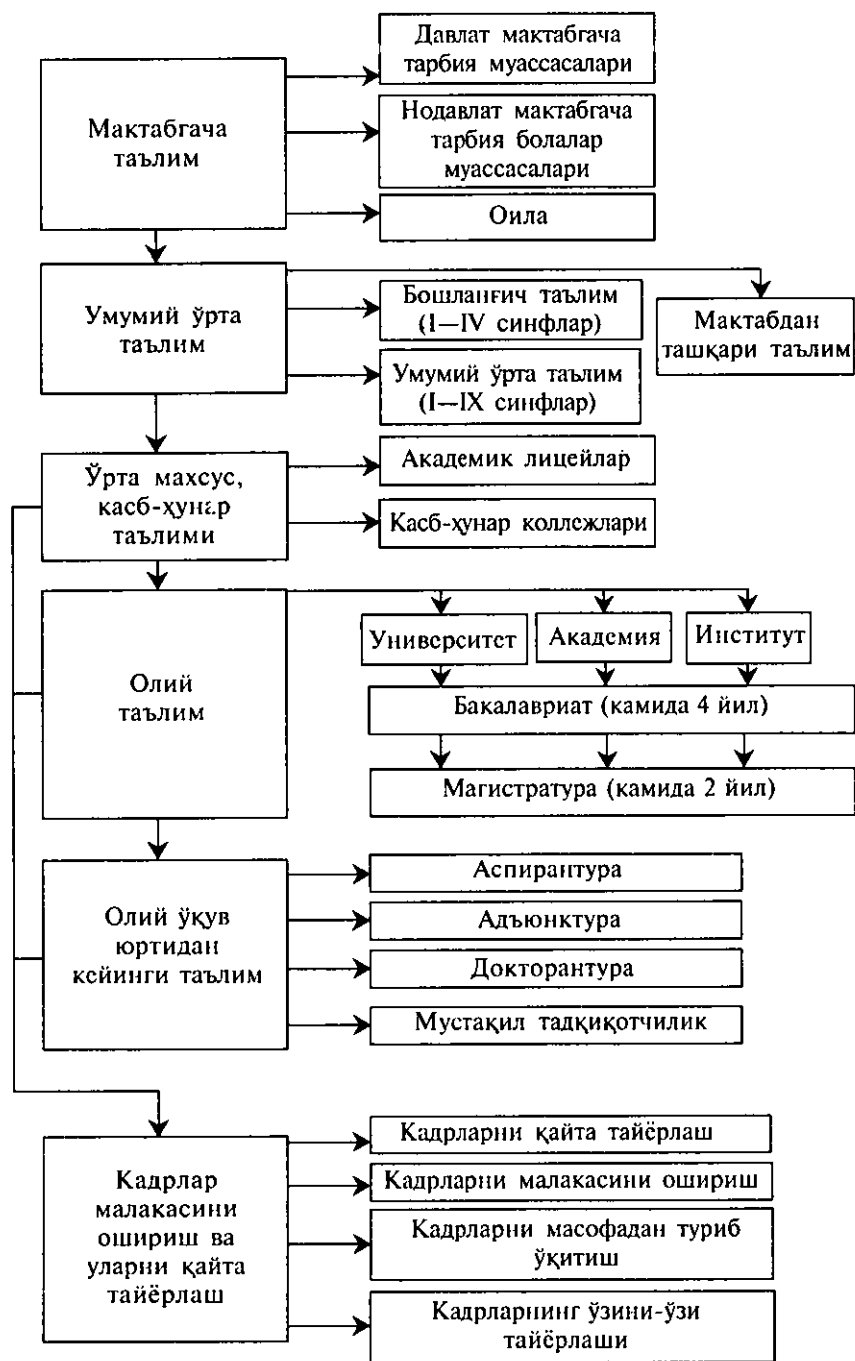 Мактабгача
таълим
Давлат мактабгача
тарбия муассасалари
Нодавлат мактабгача
тарбия болалар
муассасалари
Оила
Умумий ўрта
таълим
Бошланғич таълим
(I—IV синфлар)
Умумий ўрта таълим
(I—IX синфлар)
Мактабдан
ташқари таълим
Ўрта махсус,
касб-ҳунар
таълими
Академик лицейлар
Касб-ҳунар коллежлари
Олий
таълим
Университет
Академия
Институт
Бакалавриат (камида 4 йил)
Магистратура (камида 2 йил)
Олий ўқув
юртидан
кейинги таълим
Аспирантура
Адъюнктура
Докторантура
Мустақил тадқиқотчилик
Кадрлар
малакасини
ошириш ва
уларни қайта
тайёрлаш
Кадрларни қайта тайёрлаш
Кадрларни малакасини ошириш
Кадрларни масофадан туриб
ўқитиш
Кадрларнинг ўзини-ўзи
тайёрлаши